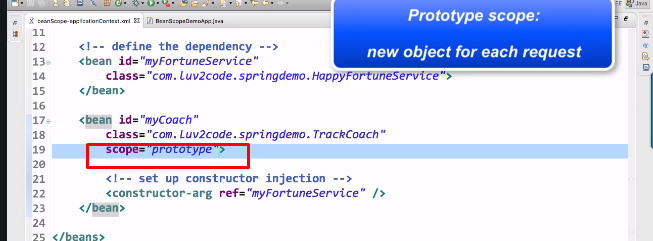 beanScope-applicationContext.xml
BeanScopeDemoApp.java
Prototype scope:
new object for each request
11
12 <!-- define the dependency -->
13 <bean id="myFortuneService"
14 class="com.luv2code.springdemo.HappyFortuneService">
15 </bean>
16
17 <bean id="myCoach"
18 class="com.luv2code.springdemo.TrackCoach"
19 scope="prototype">
20
21 <!-- set up constructor injection -->
22 <constructor-arg ref="myFortuneService" />
23 </bean>
24
25 </beans>